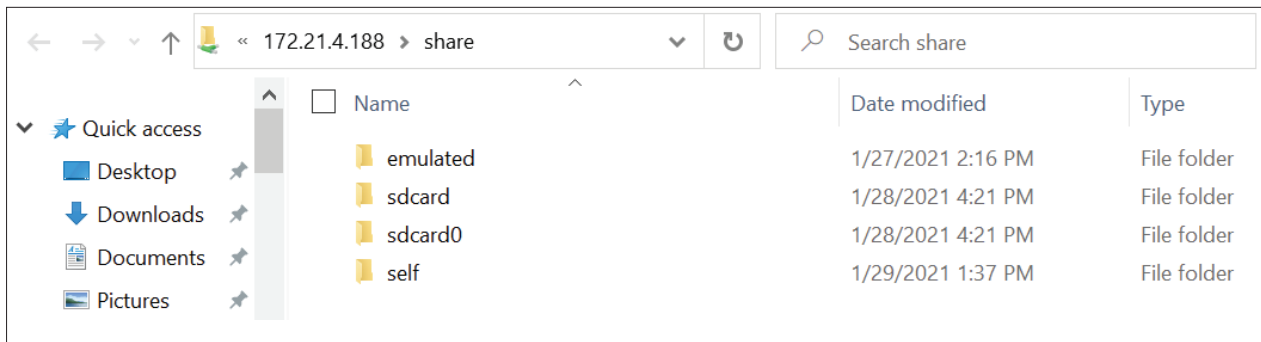 « 172.21.4.188 > share
Search share
Name Date modified Type
Quick access
Desktop
Downloads
Documents
Pictures
emulated 1/27/2021 2:16 PM File folder
sdcard 1/28/2021 4:21 PM File folder
sdcard0 1/28/2021 4:21 PM File folder
self 1/29/2021 1:37 PM File folder